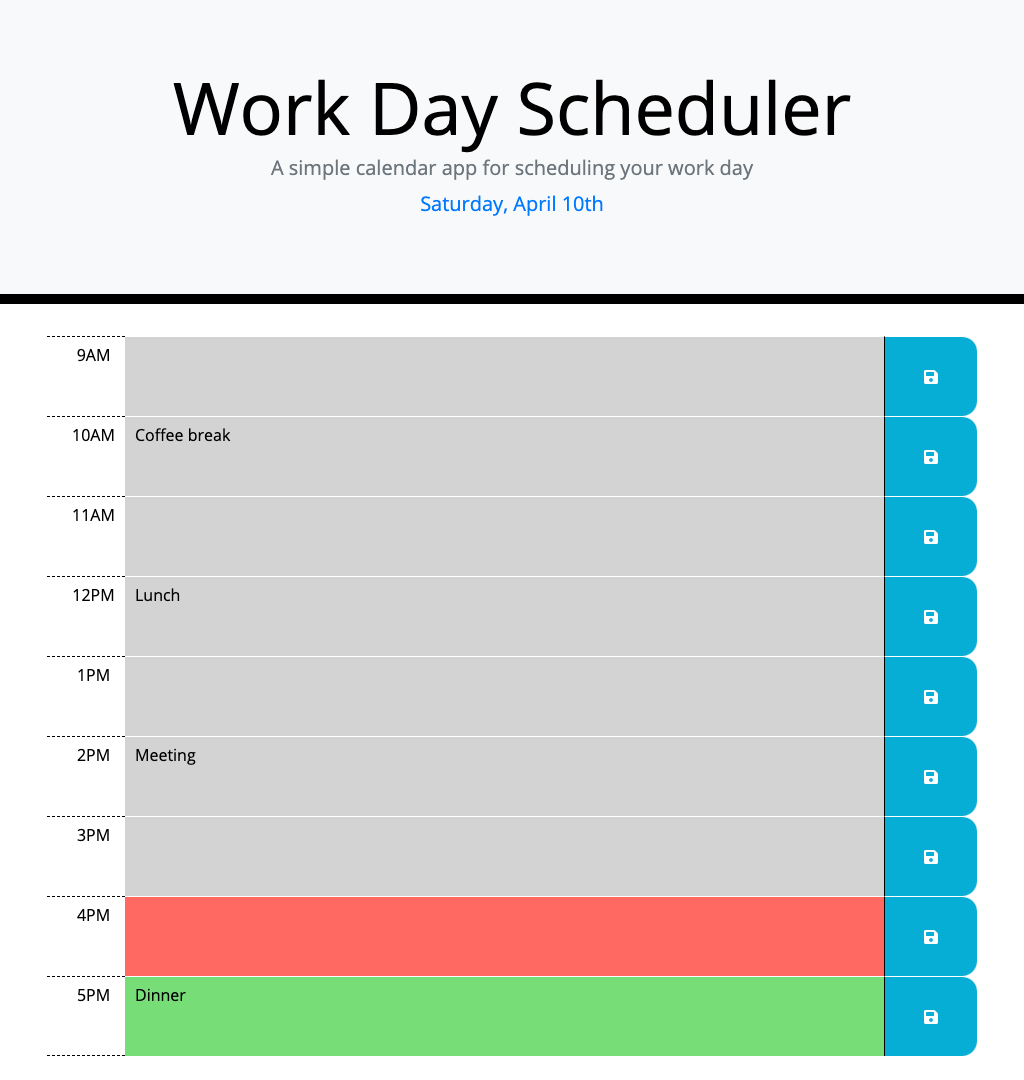 Work Day Scheduler
A simple calendar app for scheduling your work day
Saturday, April 10th
9AM
10AM Coffee break
11AM
12PM Lunch
1PM
2PM Meeting
3PM
4PM
5PM Dinner